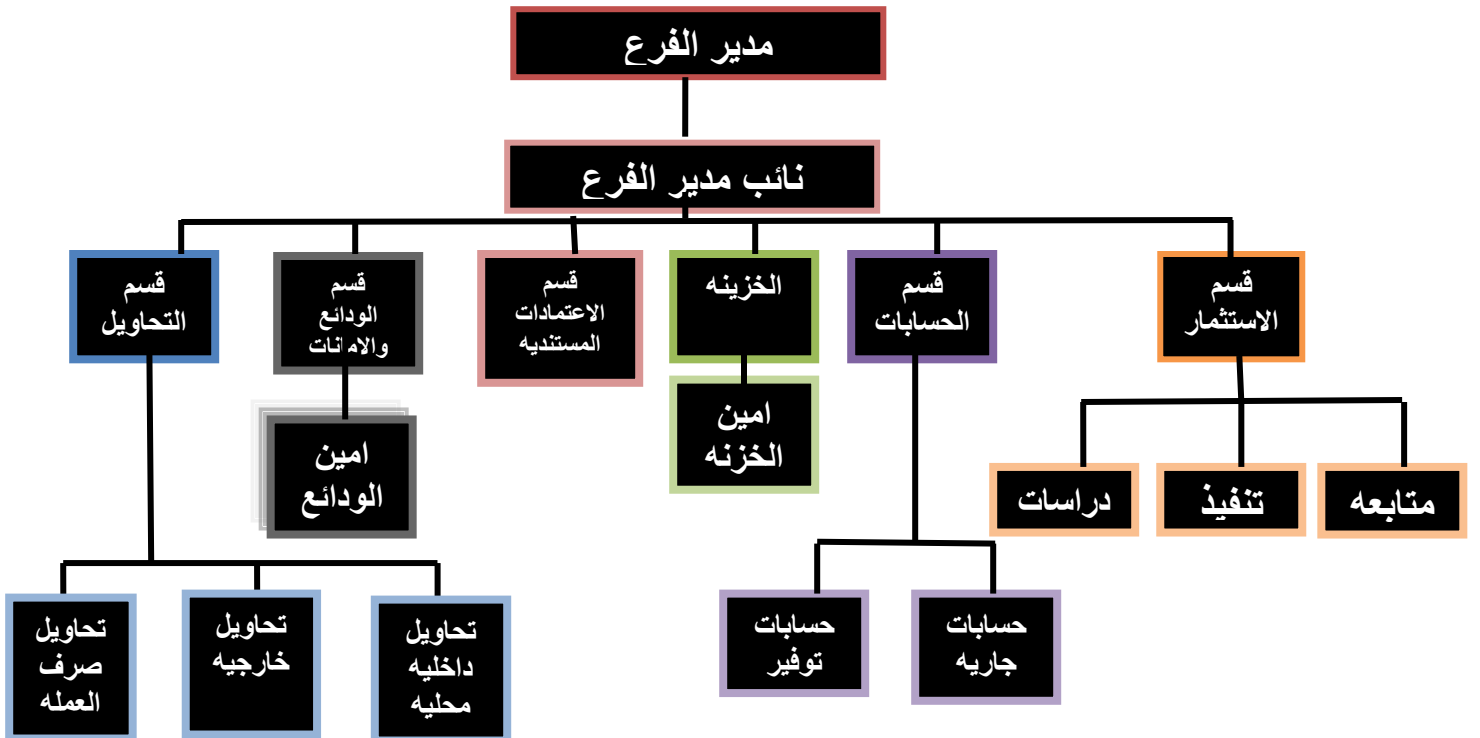 مدير الفرع
نائب مدير الفرع
قسم
الاستثمار
قسم
الحسابات
الخزينه
قسم
الاعتمادات
المستنديه
قسم
الودائع
والامانات
قسم
التحاويل
متابعه
تنفيذ
دراسات
امين
الخزنه
امين
الودائع
حسابات
جاريه
حسابات
توفير
تحاويل
داخليه
محليه
تحاويل
خارجيه
تحاويل
صرف
العمله